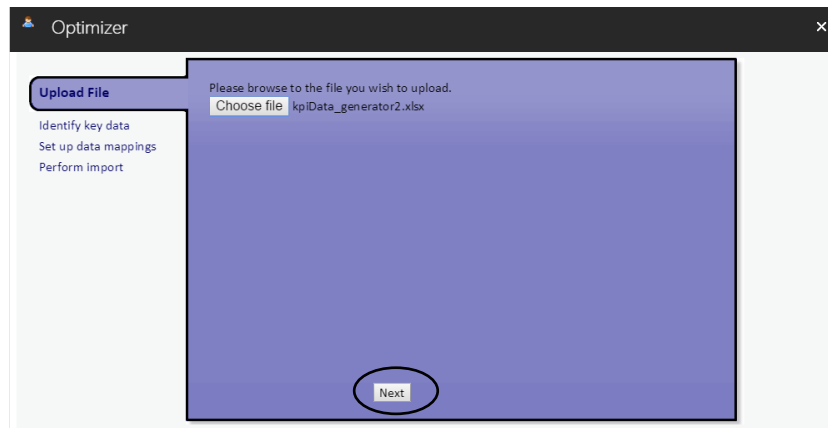 Optimizer
Upload File
Identify key data
Set up data mappings
Perform import
Please browse to the file you wish to upload.
Choose file kpiData_generator2.xlsx
Next